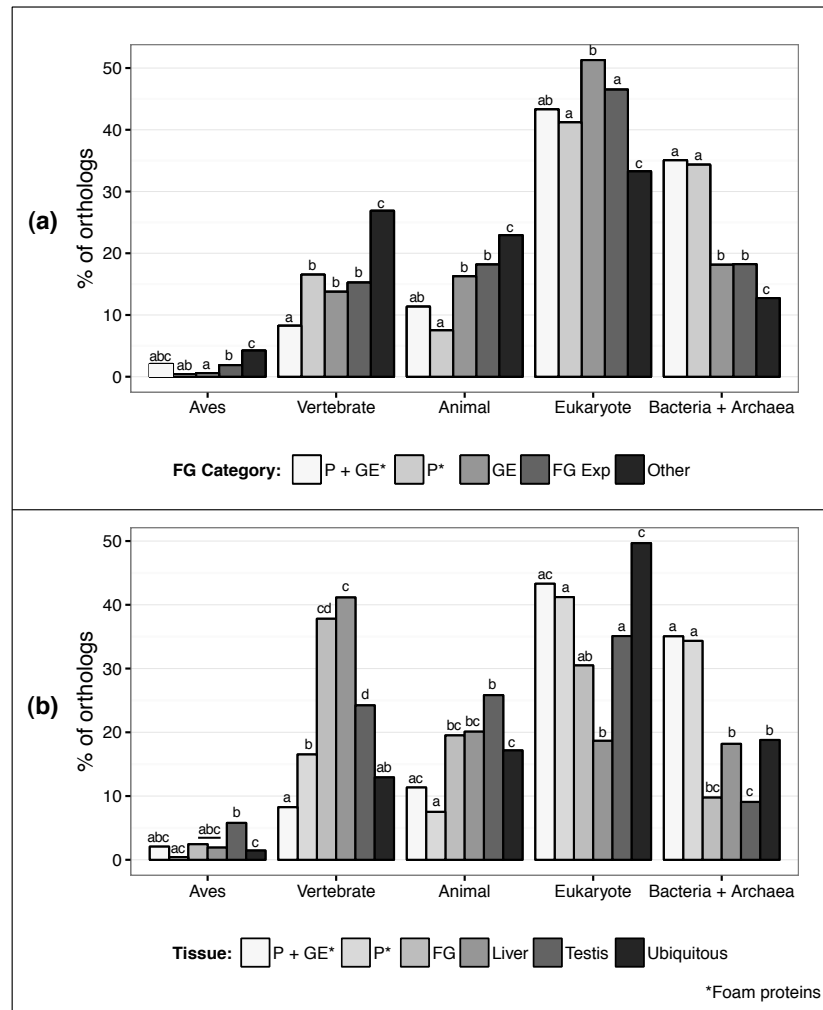 (a)
% of orthologs
50
40
30
20
10
0
abc ab a b c
a b b b c
ab a b b c
ab a b a c
a a b b c
Aves Vertebrate Animal Eukaryote Bacteria + Archaea
FG Category: P + GE* P* GE FG Exp Other
(b)
% of orthologs
50
40
30
20
10
0
abc ac abc b c
a b cd c d ab
ac a bc bc b c
ac a ab b a c
a a bc b c b
Aves Vertebrate Animal Eukaryote Bacteria + Archaea
Tissue: P + GE* P* FG Liver Testis Ubiquitous
*Foam proteins